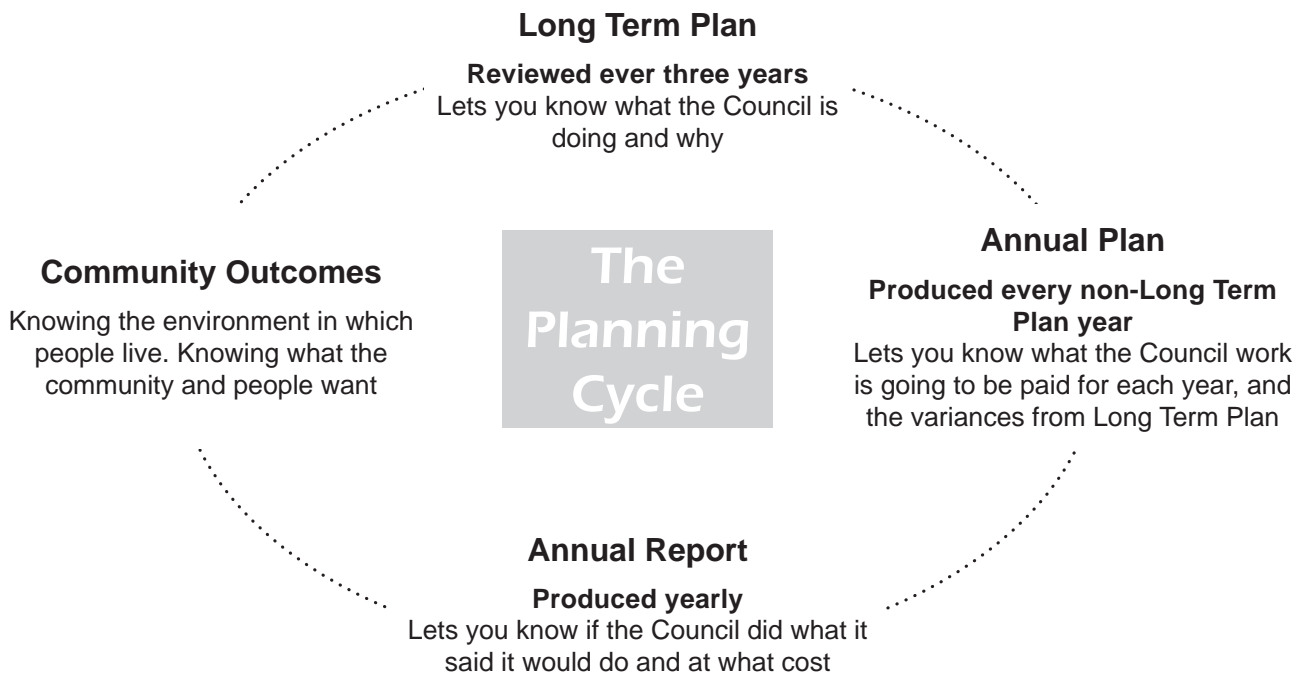 Long Term Plan
Reviewed ever three years
Lets you know what the Council is
doing and why
Community Outcomes
Knowing the environment in which
people live. Knowing what the
community and people want
The
Planning
Cycle
Annual Plan
Produced every non-Long Term
Plan year
Lets you know what the Council work
is going to be paid for each year, and
the variances from Long Term Plan
Annual Report
Produced yearly
Lets you know if the Council did what it
said it would do and at what cost